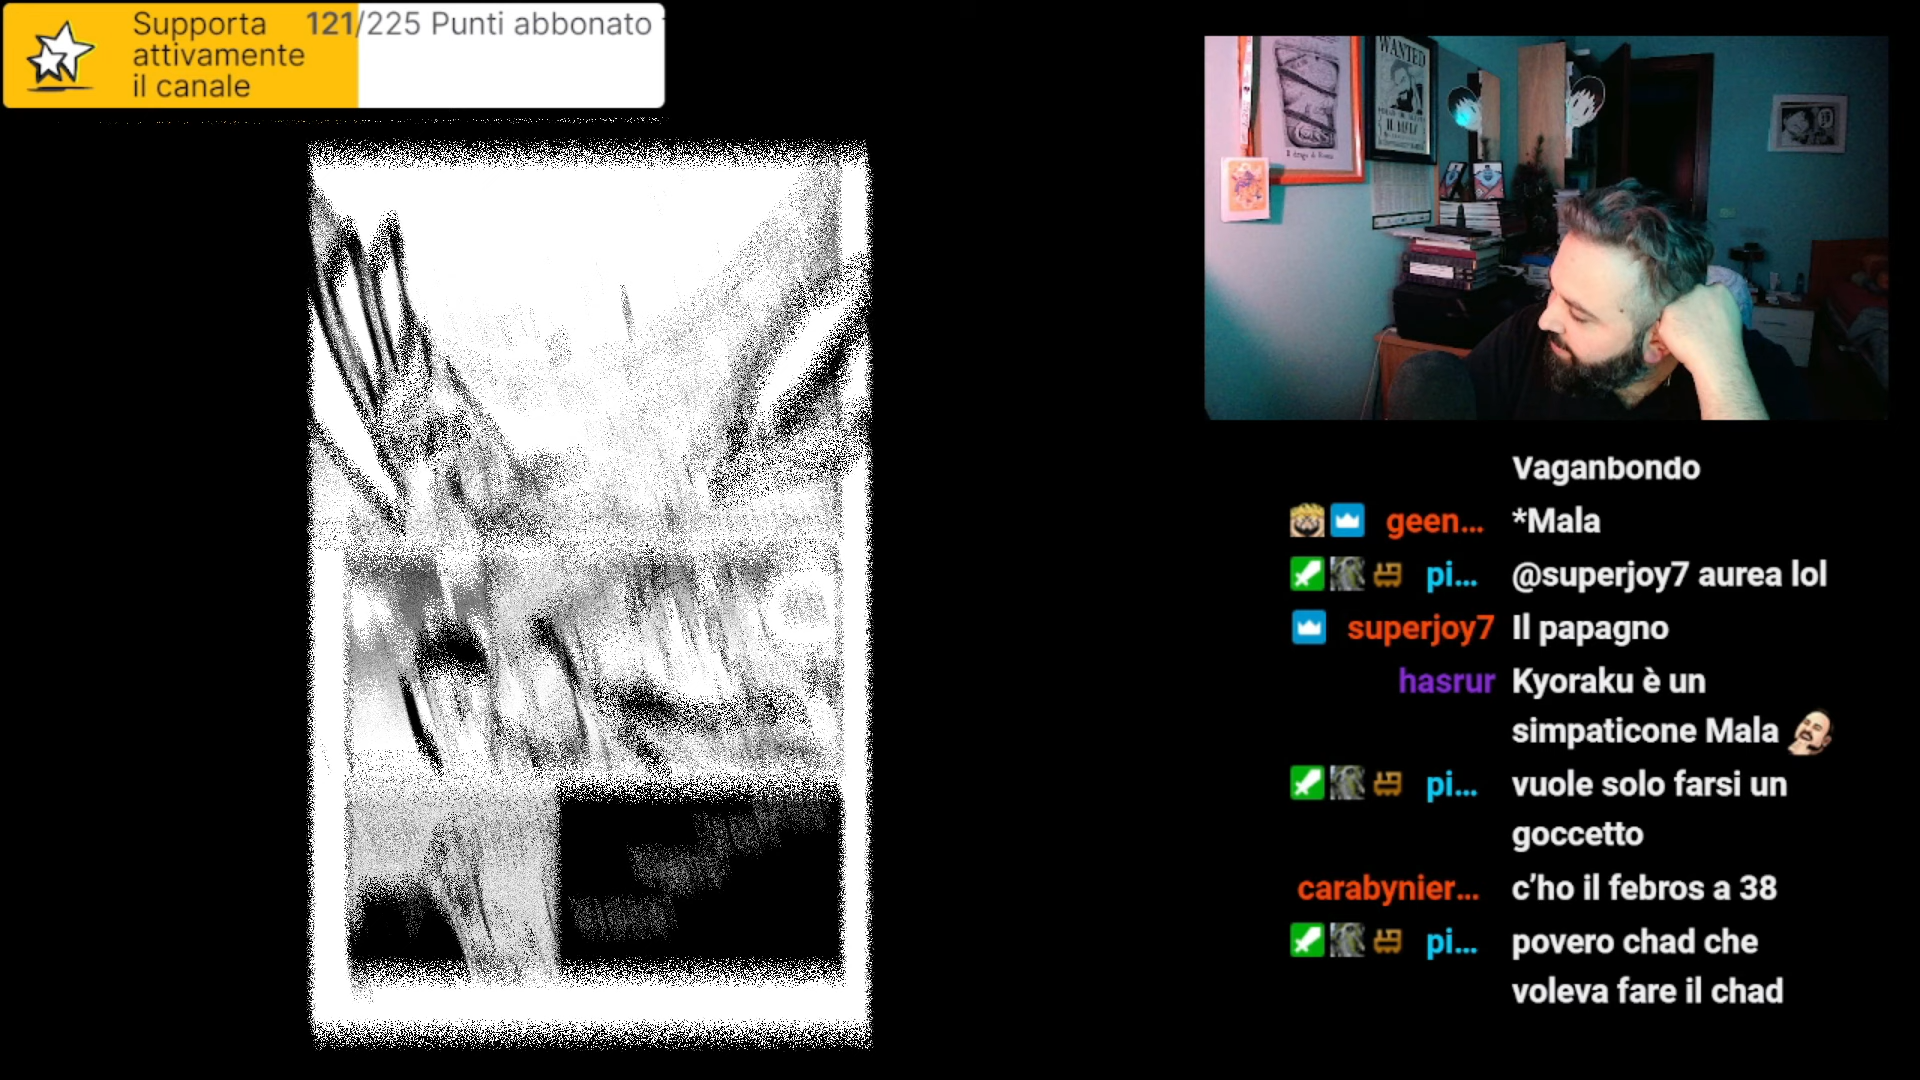 Supporta
attivamente
il canale
121/225 Punti abbonato
WANTED
Vaganbondo
geen... *Mala
pi... @superjoy7 aurea lol
superjoy7 Il papagno
hasrur Kyoraku è un
simpaticone Mala
pi... vuole solo farsi un
goccetto
carabynier... c’ho il febros a 38
pi... povero chad che
voleva fare il chad